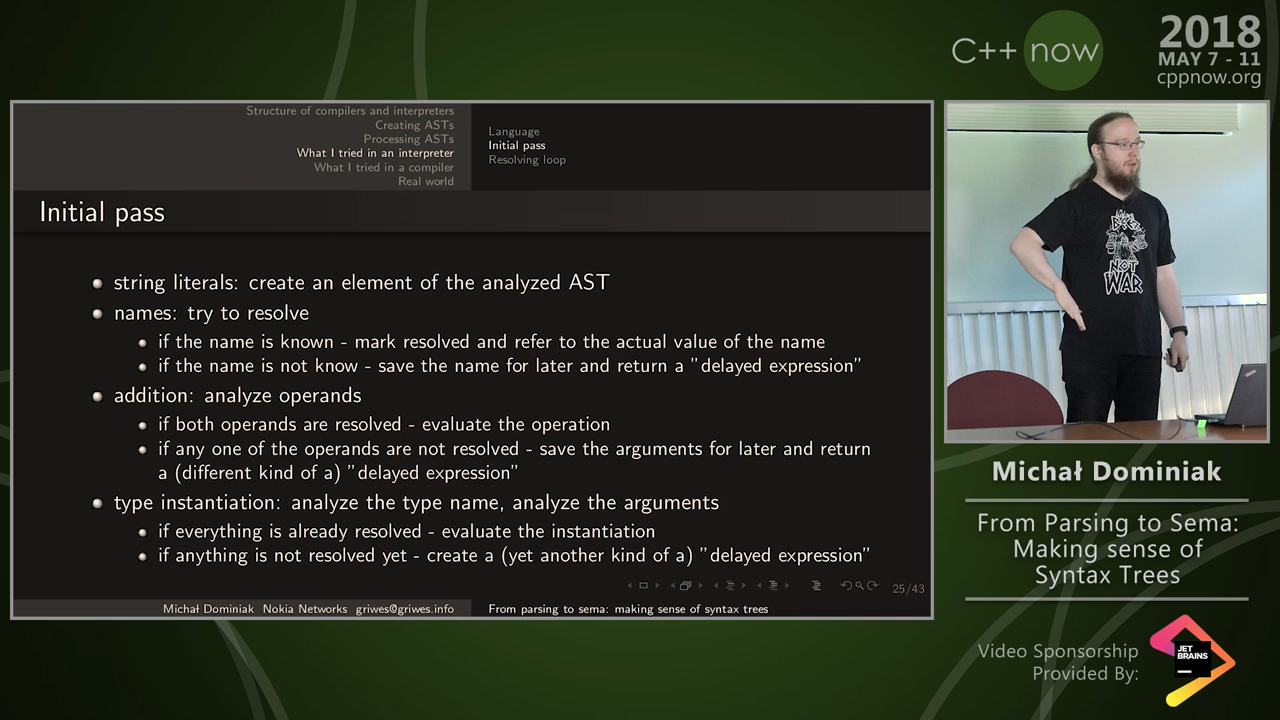 C++ now
2018
MAY 7 - 11
cppnow.org
Structure of compilers and interpreters
Creating ASTs
Processing ASTs
What I tried in an interpreter
What I tried in a compiler
Real world
Language
Initial pass
Resolving loop
Initial pass
string literals: create an element of the analyzed AST
names: try to resolve
if the name is known - mark resolved and refer to the actual value of the name
if the name is not know - save the name for later and return a "delayed expression"
addition: analyze operands
if both operands are resolved - evaluate the operation
if any one of the operands are not resolved - save the arguments for later and return
a (different kind of a) "delayed expression"
type instantiation: analyze the type name, analyze the arguments
if everything is already resolved - evaluate the instantiation
if anything is not resolved yet - create a (yet another kind of a) "delayed expression"
25/43
Michał Dominiak Nokia Networks griwes@griwes.info
From parsing to sema: making sense of syntax trees
NOT
WAR
Michał Dominiak
From Parsing to Sema:
Making sense of
Syntax Trees
Video Sponsorship
Provided By:
JET
BRAINS